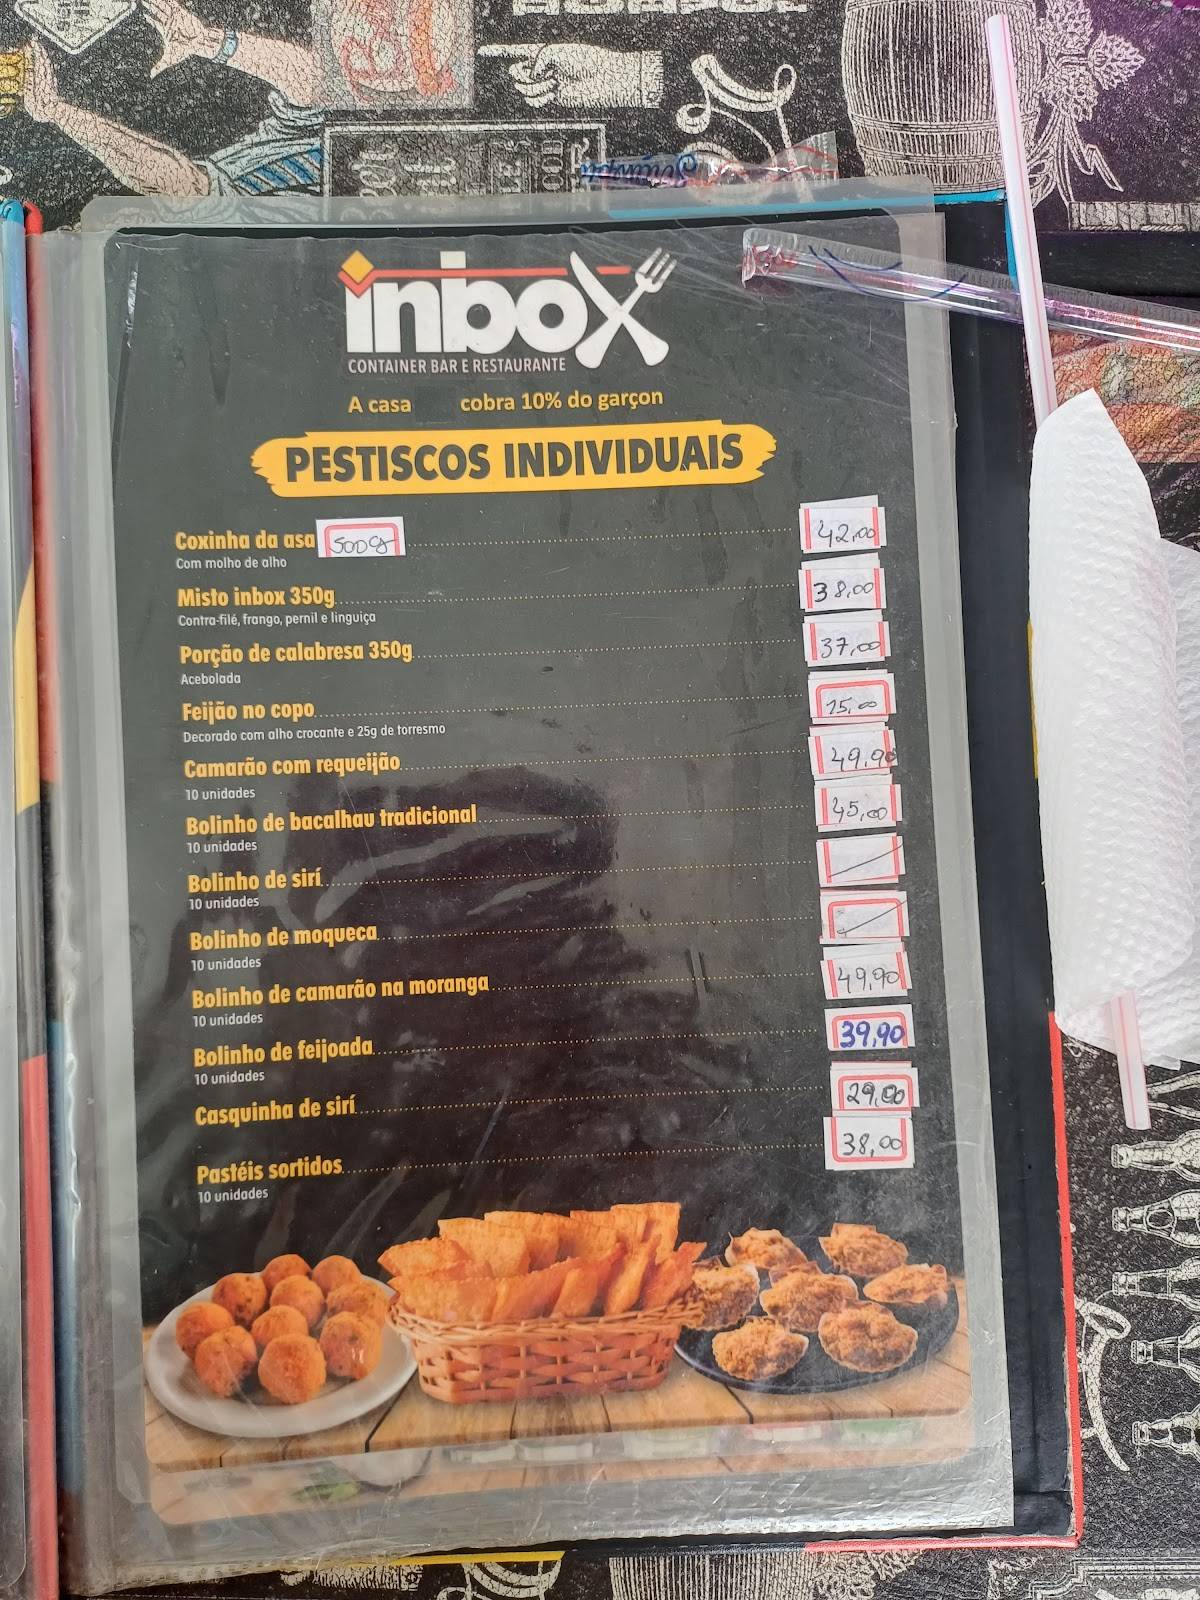 inbox
CONTAINER BAR E RESTAURANTE
A casa cobra 10% do garçon
PESTISCOS INDIVIDUAIS
Coxinha da asa 500g 42,00
Com molho de alho
Misto inbox 350g 38,00
Contra-filé, frango, pernil e linguiça
Porção de calabresa 350g 37,00
Acebolada
Feijão no copo 15,00
Decorado com alho crocante e 25g de torresmo
Camarão com requeijão 49,90
10 unidades
Bolinho de bacalhau tradicional 45,00
10 unidades
Bolinho de sirí
10 unidades
Bolinho de moqueca
10 unidades
Bolinho de camarão na moranga 49,90
10 unidades
Bolinho de feijoada 39,90
10 unidades
Casquinha de sirí 29,00
Pastéis sortidos 38,00
10 unidades